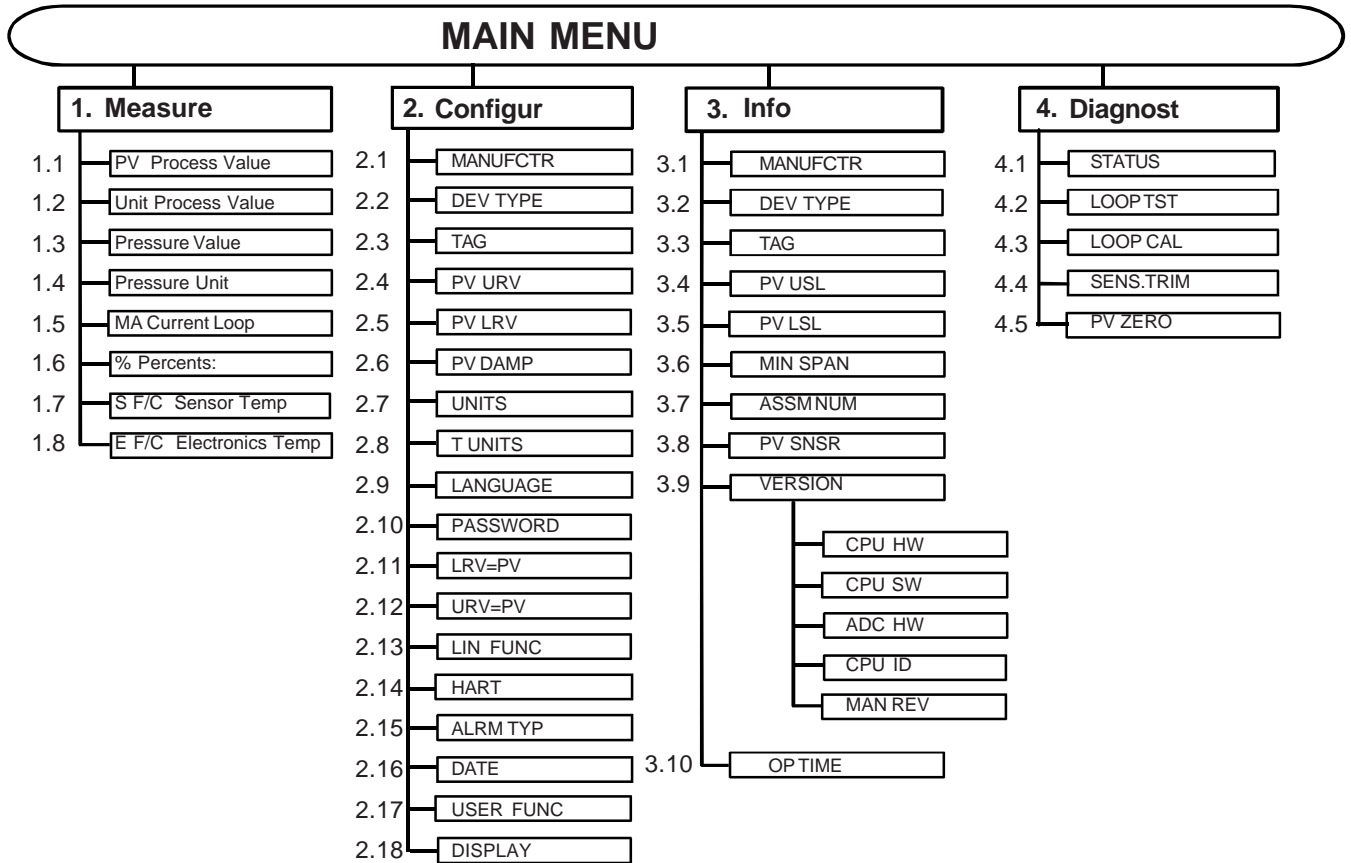 MAIN MENU
1. Measure
1.1 PV Process Value
1.2 Unit Process Value
1.3 Pressure Value
1.4 Pressure Unit
1.5 MA Current Loop
1.6 % Percents:
1.7 S F/C Sensor Temp
1.8 E F/C Electronics Temp
2. Configur
2.1 MANUFCTR
2.2 DEV TYPE
2.3 TAG
2.4 PV URV
2.5 PV LRV
2.6 PV DAMP
2.7 UNITS
2.8 T UNITS
2.9 LANGUAGE
2.10 PASSWORD
2.11 LRV=PV
2.12 URV=PV
2.13 LIN FUNC
2.14 HART
2.15 ALRM TYP
2.16 DATE
2.17 USER FUNC
2.18 DISPLAY
3. Info
3.1 MANUFCTR
3.2 DEV TYPE
3.3 TAG
3.4 PV USL
3.5 PV LSL
3.6 MIN SPAN
3.7 ASSM NUM
3.8 PV SNSR
3.9 VERSION
CPU HW
CPU SW
ADC HW
CPU ID
MAN REV
3.10 OP TIME
4. Diagnost
4.1 STATUS
4.2 LOOP TST
4.3 LOOP CAL
4.4 SENS.TRIM
4.5 PV ZERO